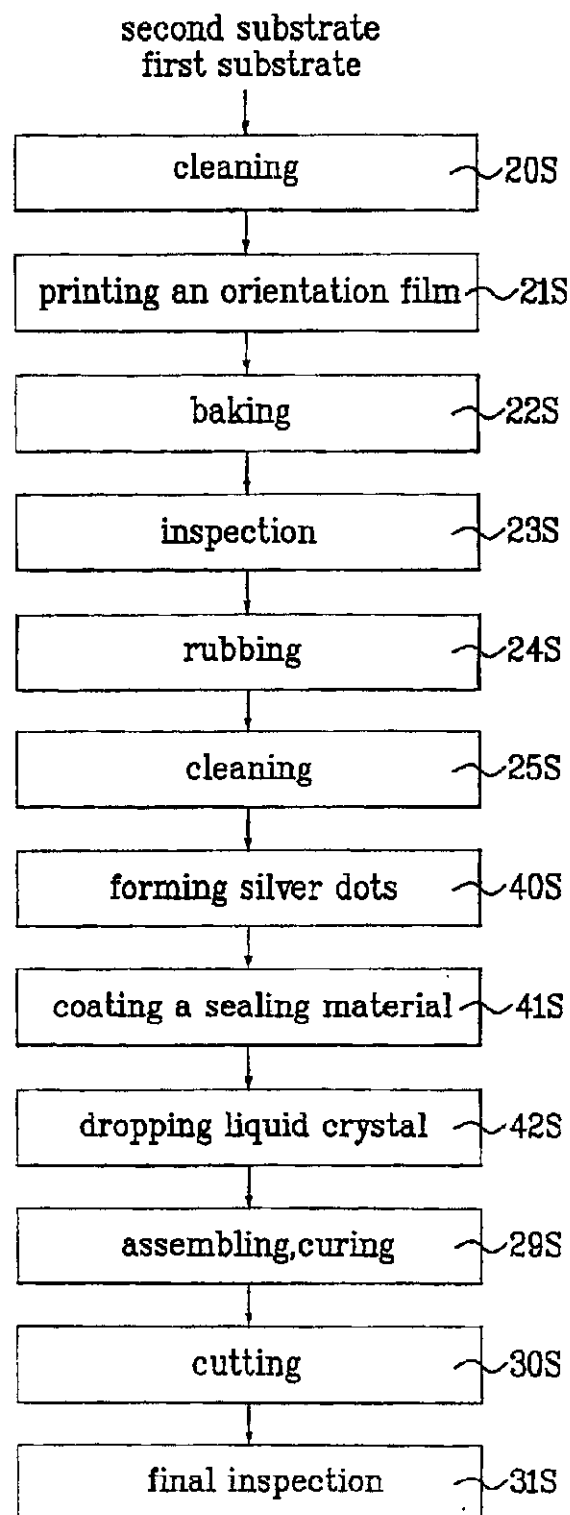 second substrate
first substrate
cleaning 20S
printing an orientation film 21S
baking 22S
inspection 23S
rubbing 24S
cleaning 25S
forming silver dots 40S
coating a sealing material 41S
dropping liquid crystal 42S
assembling,curing 29S
cutting 30S
final inspection 31S